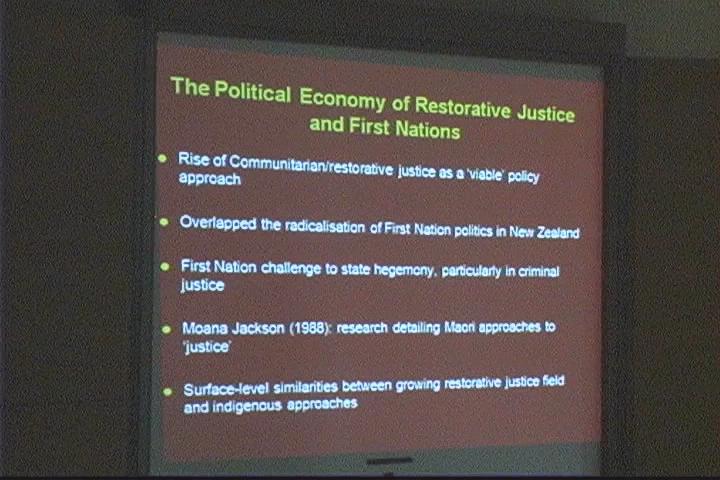 The Political Economy of Restorative Justice
and First Nations
• Rise of Communitarian/restorative justice as a 'viable' policy
approach
• Overlapped the radicalisation of First Nation politics in New Zealand
• First Nation challenge to state hegemony, particularly in criminal
justice
• Moana Jackson (1988): research detailing Maori approaches to
'justice'
• Surface-level similarities between growing restorative justice field
and indigenous approaches